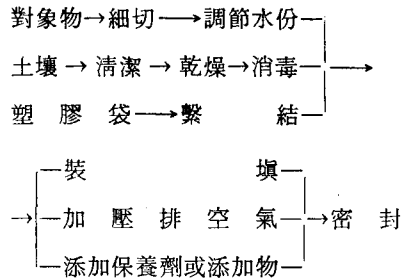 對象物→細切→調節水份
土壤→清潔→乾燥→消毒→
塑膠袋→繫結
裝填
→加壓排空氣→密封
添加保養劑或添加物